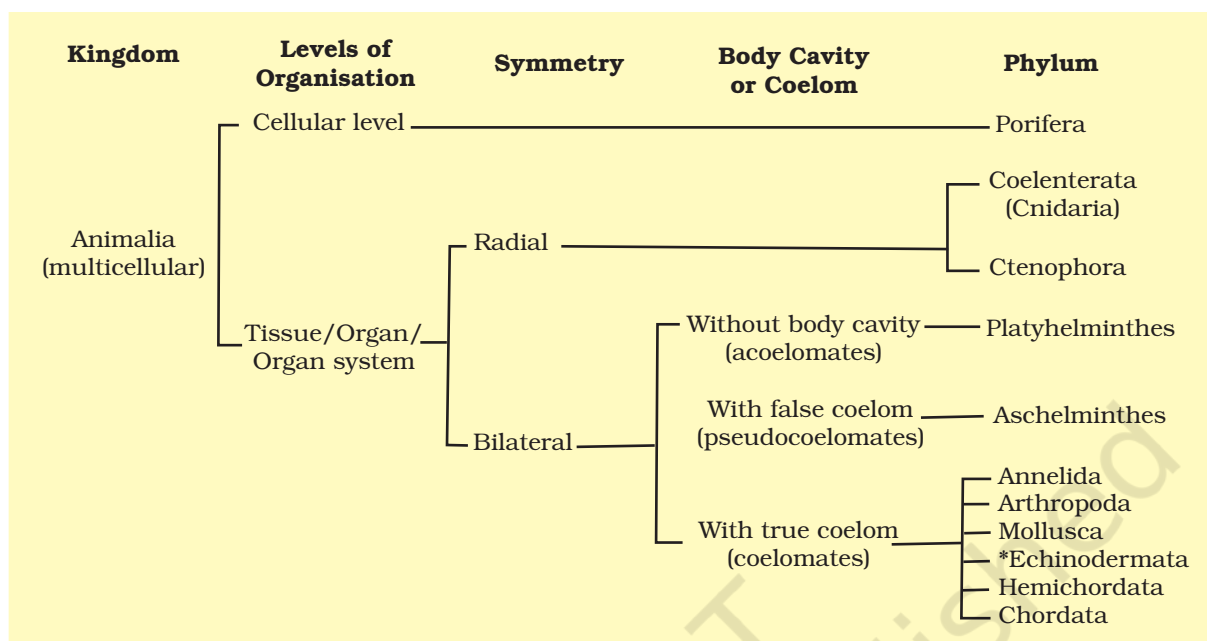 Kingdom
Levels of
Organisation
Symmetry
Body Cavity
or Coelom
Phylum
Cellular level
Porifera
Coelenterata
(Cnidaria)
Animalia
(multicellular)
Radial
Ctenophora
Tissue/Organ/
Organ system
Without body cavity
(acoelomates)
Platyhelminthes
With false coelom
(pseudocoelomates)
Aschelminthes
Bilateral
With true coelom
(coelomates)
Annelida
Arthropoda
Mollusca
*Echinodermata
Hemichordata
Chordata